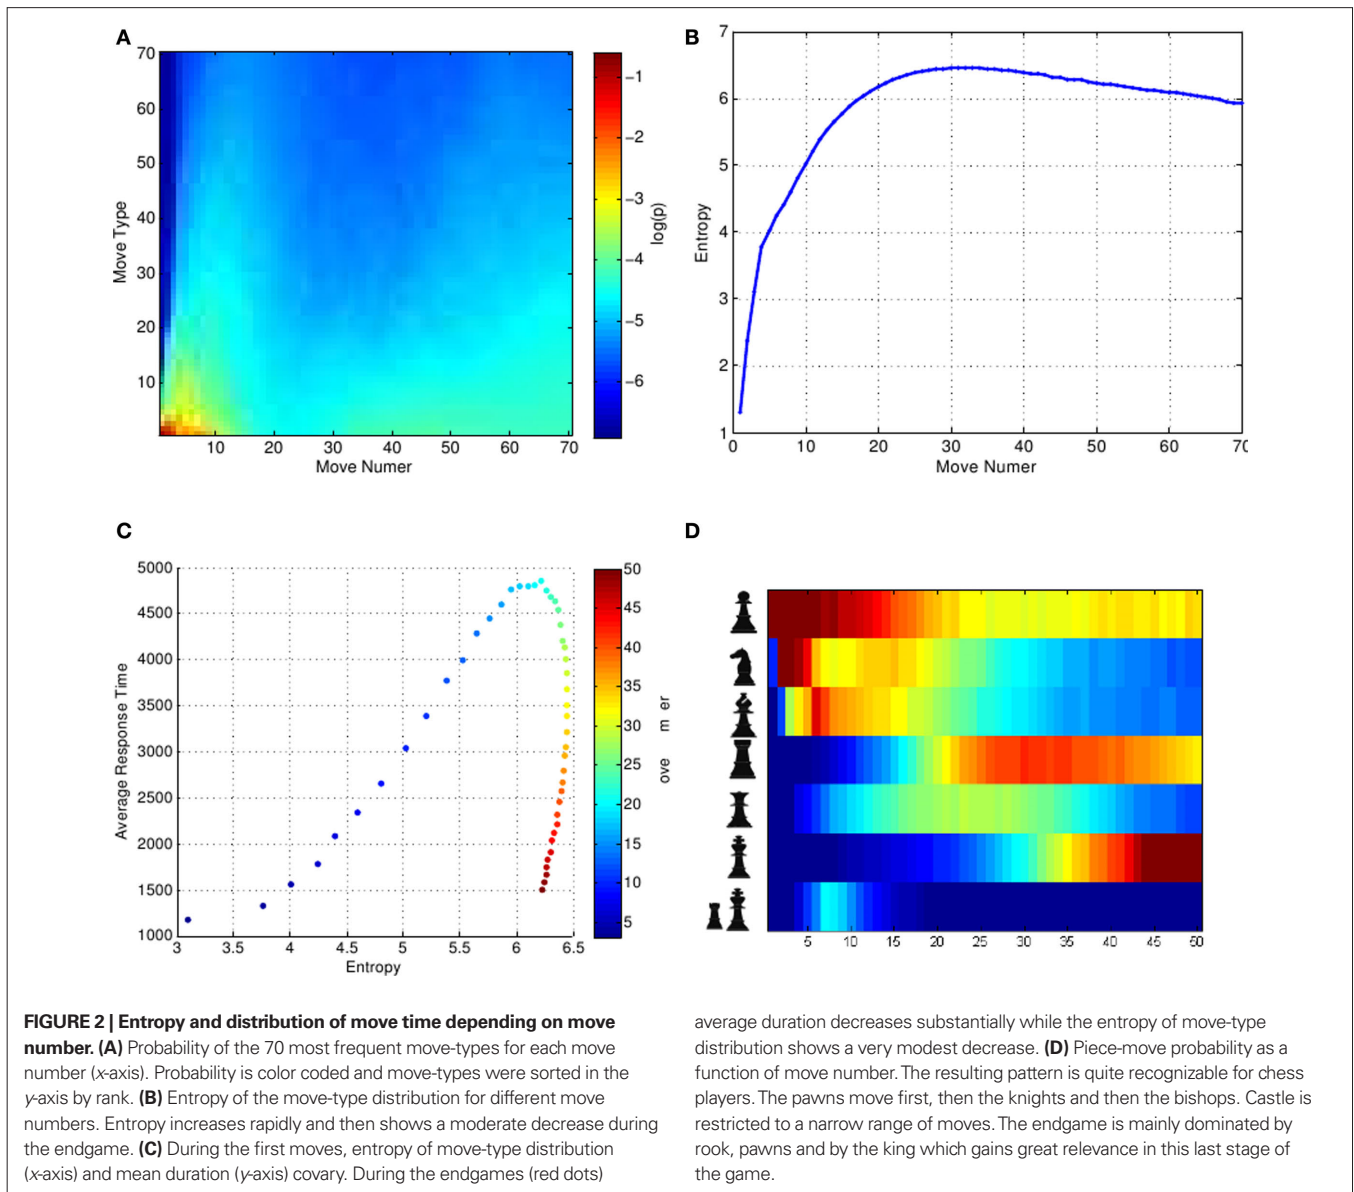 A
70
60
50
40
30
20
10
Move Type
10 20 30 40 50 60 70
Move Numer
−1
−2
−3
−4
−5
−6
log(p)
B
7
6
5
4
3
2
1
Entropy
0 10 20 30 40 50 60 70
Move Numer
C
5000
4500
4000
3500
3000
2500
2000
1500
1000
Average Response Time
3 3.5 4 4.5 5 5.5 6 6.5
Entropy
50
45
40
35
30
25
20
15
10
5
ove m er
D
5 10 15 20 25 30 35 40 45 50
FIGURE 2 | Entropy and distribution of move time depending on move
number. (A) Probability of the 70 most frequent move-types for each move
number (x-axis). Probability is color coded and move-types were sorted in the
y-axis by rank. (B) Entropy of the move-type distribution for different move
numbers. Entropy increases rapidly and then shows a moderate decrease during
the endgame. (C) During the first moves, entropy of move-type distribution
(x-axis) and mean duration (y-axis) covary. During the endgames (red dots)
average duration decreases substantially while the entropy of move-type
distribution shows a very modest decrease. (D) Piece-move probability as a
function of move number. The resulting pattern is quite recognizable for chess
players. The pawns move first, then the knights and then the bishops. Castle is
restricted to a narrow range of moves. The endgame is mainly dominated by
rook, pawns and by the king which gains great relevance in this last stage of
the game.